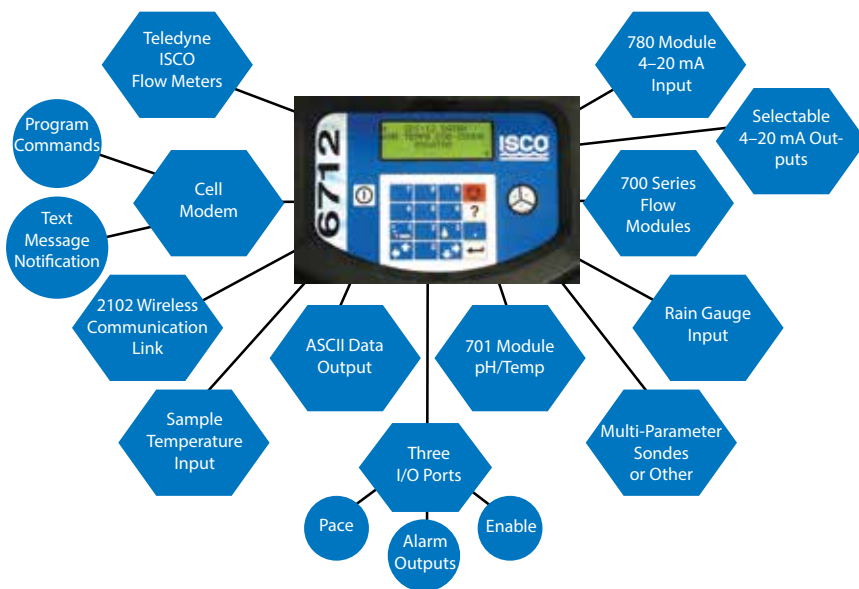 Teledyne
ISCO
Flow Meters
780 Module
4–20 mA
Input
Program
Commands
Selectable
4–20 mA Out-
puts
6712
ISCO
?
Cell
Modem
700 Series
Flow
Modules
Text
Message
Notification
2102 Wireless
Communication
Link
ASCII Data
Output
701 Module
pH/Temp
Rain Gauge
Input
Sample
Temperature
Input
Three
I/O Ports
Multi-Parameter
Sondes
or Other
Pace
Alarm
Outputs
Enable